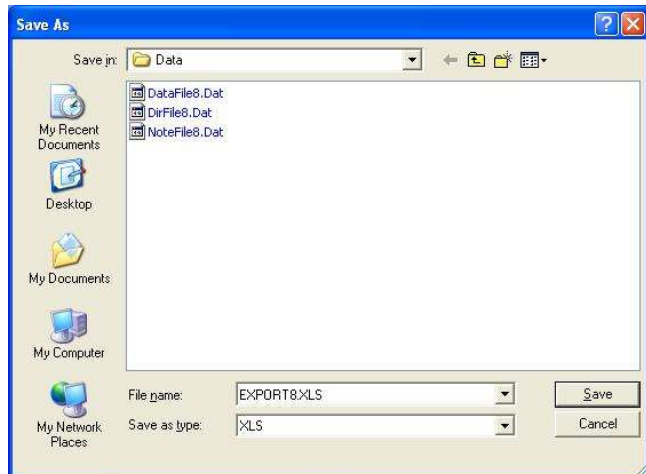 Save As
Save in:
Data
DataFile8.Dat
DirFile8.Dat
NoteFile8.Dat
My Recent
Documents
Desktop
My Documents
My Computer
My Network
Places
File name:
EXPORT8.XLS
Save
Save as type:
XLS
Cancel